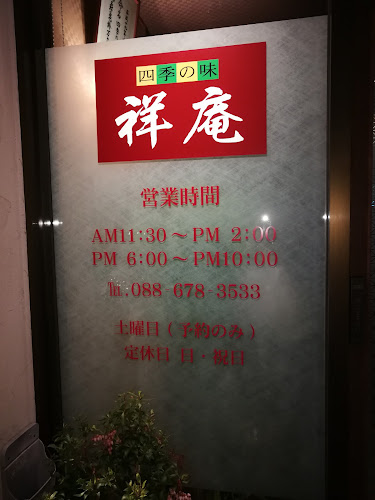 四季の味
祥庵
営業時間
AM11:30～PM 2:00
PM 6:00～PM10:00
℡:088 678-3533
土曜日(予約のみ)
定休日 日・祝日